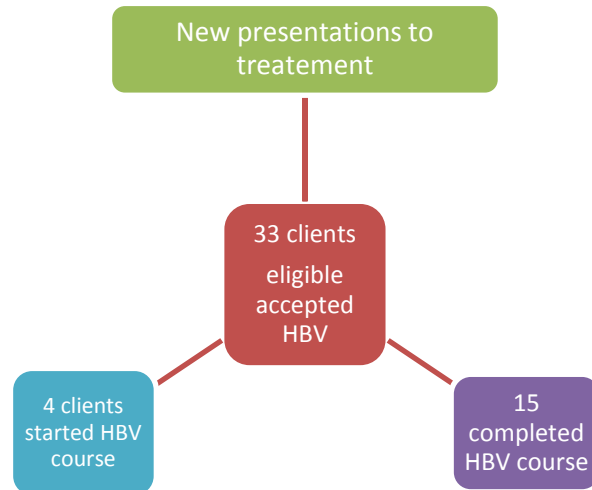 New presentations to
treatement
33 clients
eligible
accepted
HBV
4 clients
started HBV
course
15
completed
HBV course